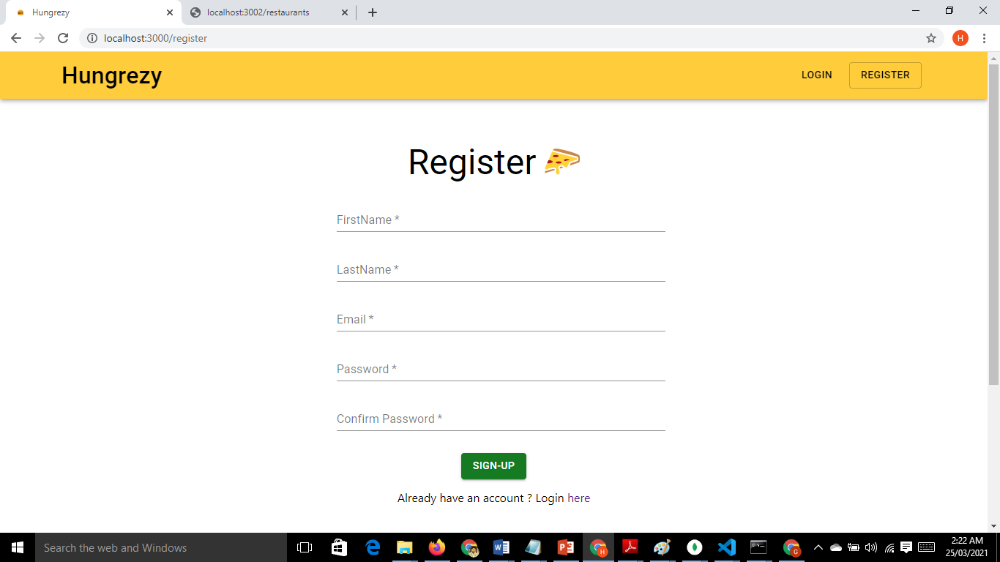 Hungrezy
localhost:3002/restaurants
localhost:3000/register
H
Hungrezy
LOGIN
REGISTER
Register
FirstName *
LastName *
Email *
Password *
Confirm Password *
SIGN-UP
Already have an account ? Login here
Search the web and Windows
2:22 AM
25/03/2021